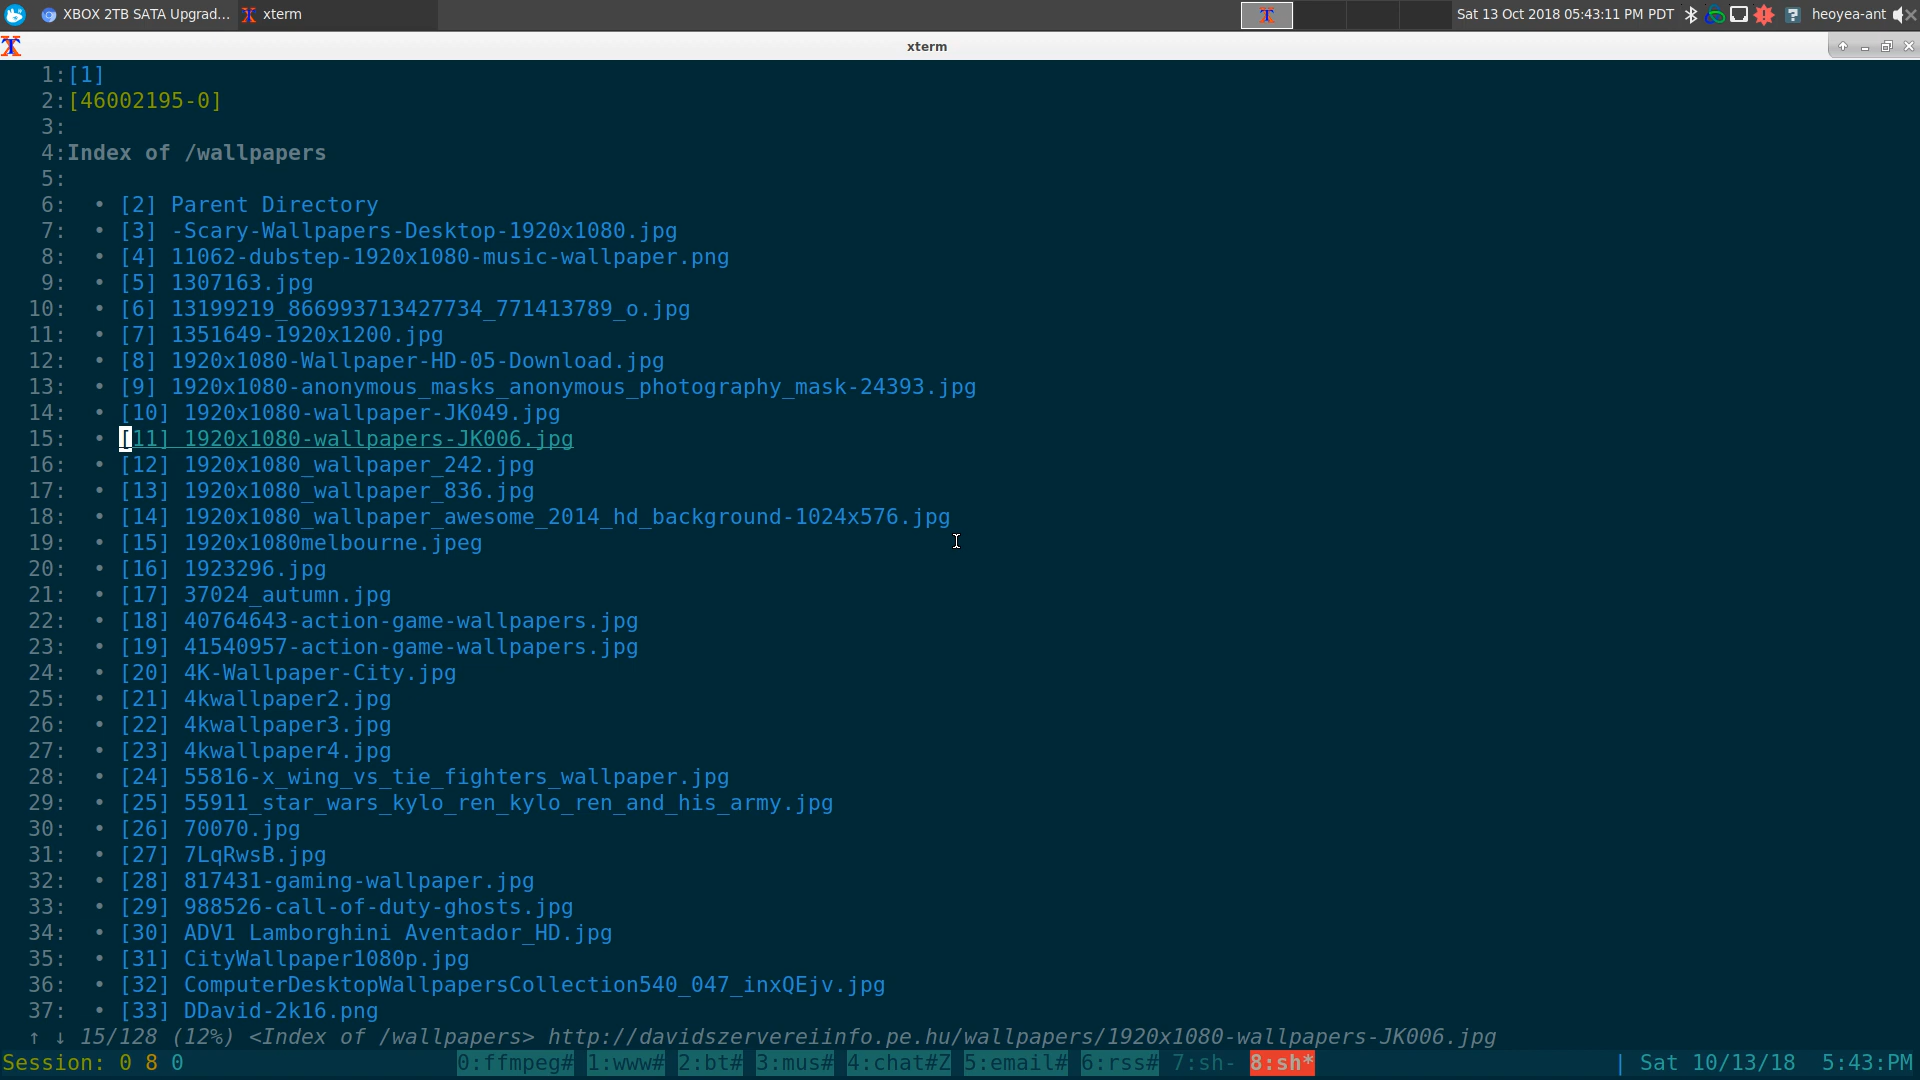 XBOX 2TB SATA Upgrad... xterm Sat 13 Oct 2018 05:43:11 PM PDT heoyea-ant
xterm
1:[1]
2:[46002195-0]
3:
4:Index of /wallpapers
5:
6: • [2] Parent Directory
7: • [3] -Scary-Wallpapers-Desktop-1920x1080.jpg
8: • [4] 11062-dubstep-1920x1080-music-wallpaper.png
9: • [5] 1307163.jpg
10: • [6] 13199219_866993713427734_771413789_o.jpg
11: • [7] 1351649-1920x1200.jpg
12: • [8] 1920x1080-Wallpaper-HD-05-Download.jpg
13: • [9] 1920x1080-anonymous_masks_anonymous_photography_mask-24393.jpg
14: • [10] 1920x1080-wallpaper-JK049.jpg
15: • [11] 1920x1080-wallpapers-JK006.jpg
16: • [12] 1920x1080_wallpaper_242.jpg
17: • [13] 1920x1080_wallpaper_836.jpg
18: • [14] 1920x1080_wallpaper_awesome_2014_hd_background-1024x576.jpg
19: • [15] 1920x1080melbourne.jpeg
20: • [16] 1923296.jpg
21: • [17] 37024_autumn.jpg
22: • [18] 40764643-action-game-wallpapers.jpg
23: • [19] 41540957-action-game-wallpapers.jpg
24: • [20] 4K-Wallpaper-City.jpg
25: • [21] 4kwallpaper2.jpg
26: • [22] 4kwallpaper3.jpg
27: • [23] 4kwallpaper4.jpg
28: • [24] 55816-x_wing_vs_tie_fighters_wallpaper.jpg
29: • [25] 55911_star_wars_kylo_ren_kylo_ren_and_his_army.jpg
30: • [26] 70070.jpg
31: • [27] 7LqRwsB.jpg
32: • [28] 817431-gaming-wallpaper.jpg
33: • [29] 988526-call-of-duty-ghosts.jpg
34: • [30] ADV1 Lamborghini Aventador_HD.jpg
35: • [31] CityWallpaper1080p.jpg
36: • [32] ComputerDesktopWallpapersCollection540_047_inxQEjv.jpg
37: • [33] DDavid-2k16.png
↑ ↓ 15/128 (12%) <Index of /wallpapers> http://davidszervereiinfo.pe.hu/wallpapers/1920x1080-wallpapers-JK006.jpg
Session: 0 8 0 0:ffmpeg# 1:www# 2:bt# 3:mus# 4:chat#Z 5:email# 6:rss# 7:sh- 8:sh* | Sat 10/13/18 5:43:PM